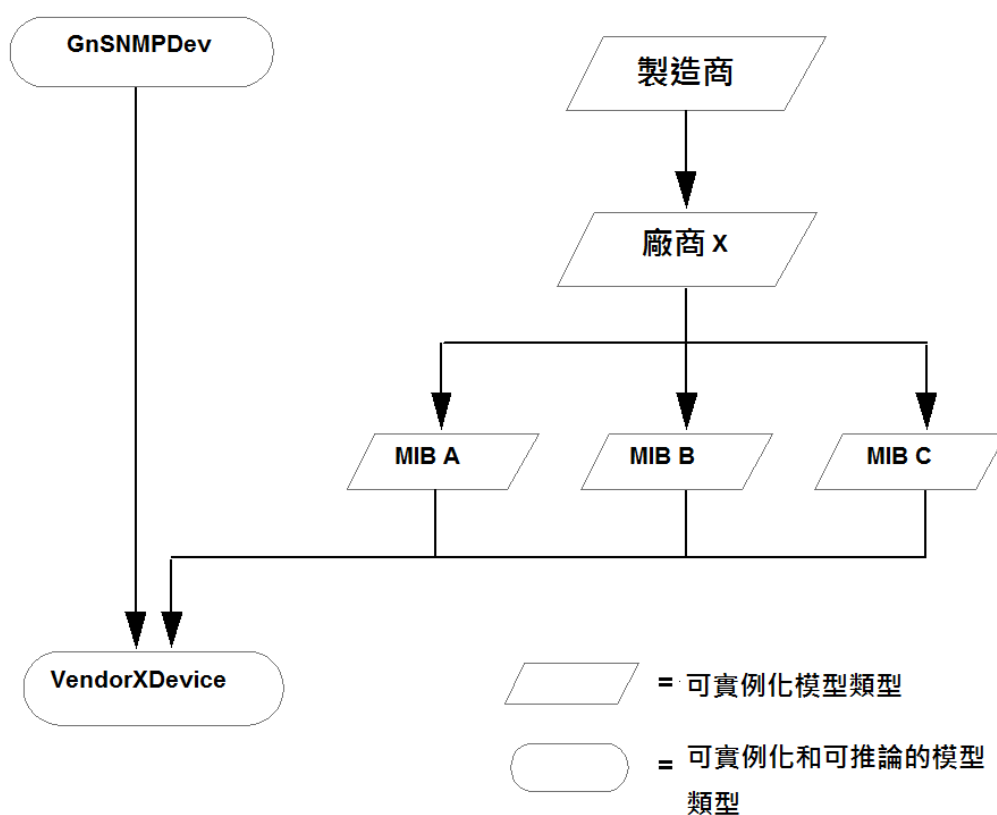 GnSNMPDev
製造商
廠商 X
MIB A
MIB B
MIB C
VendorXDevice
= 可實例化模型類型
= 可實例化和可推論的模型
類型